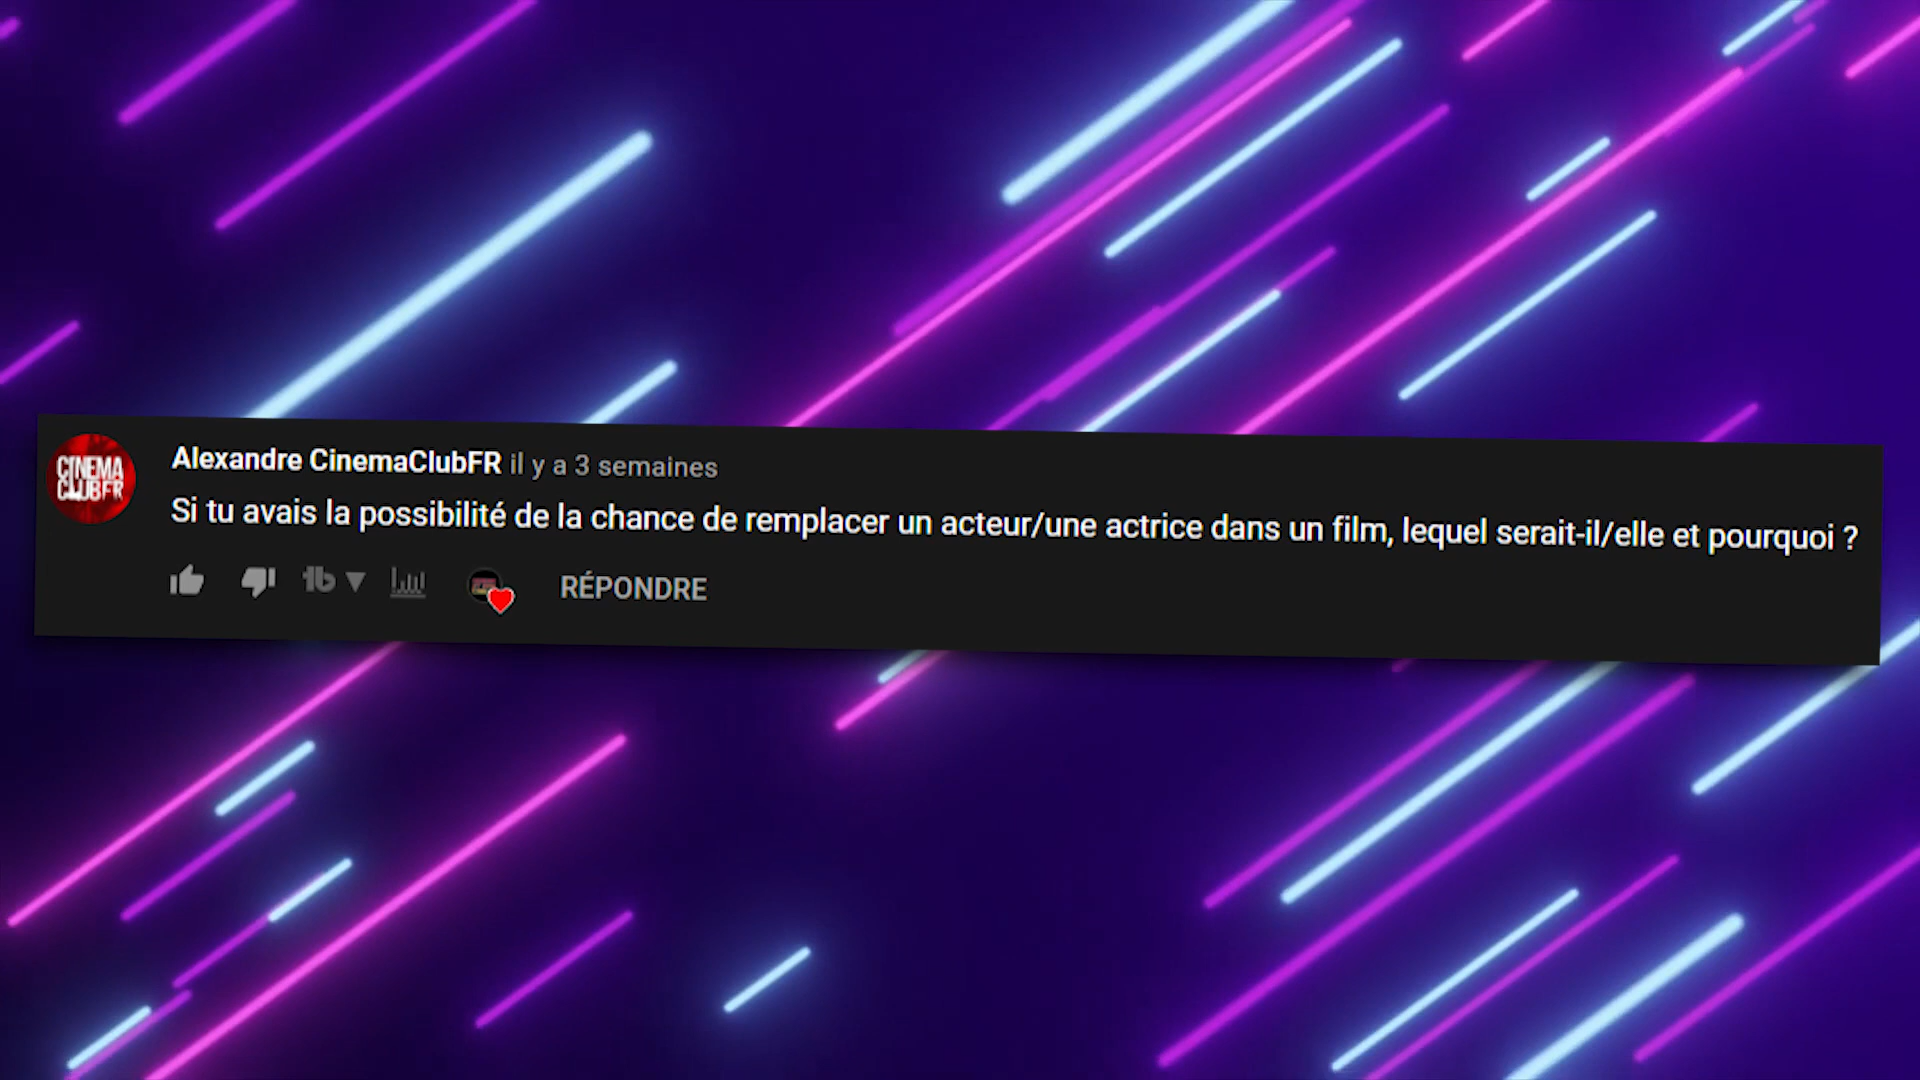 CINEMA
CLUBFR
Alexandre CinemaClubFR il y a 3 semaines
Si tu avais la possibilité de la chance de remplacer un acteur/une actrice dans un film, lequel serait-il/elle et pourquoi ?
tb RÉPONDRE